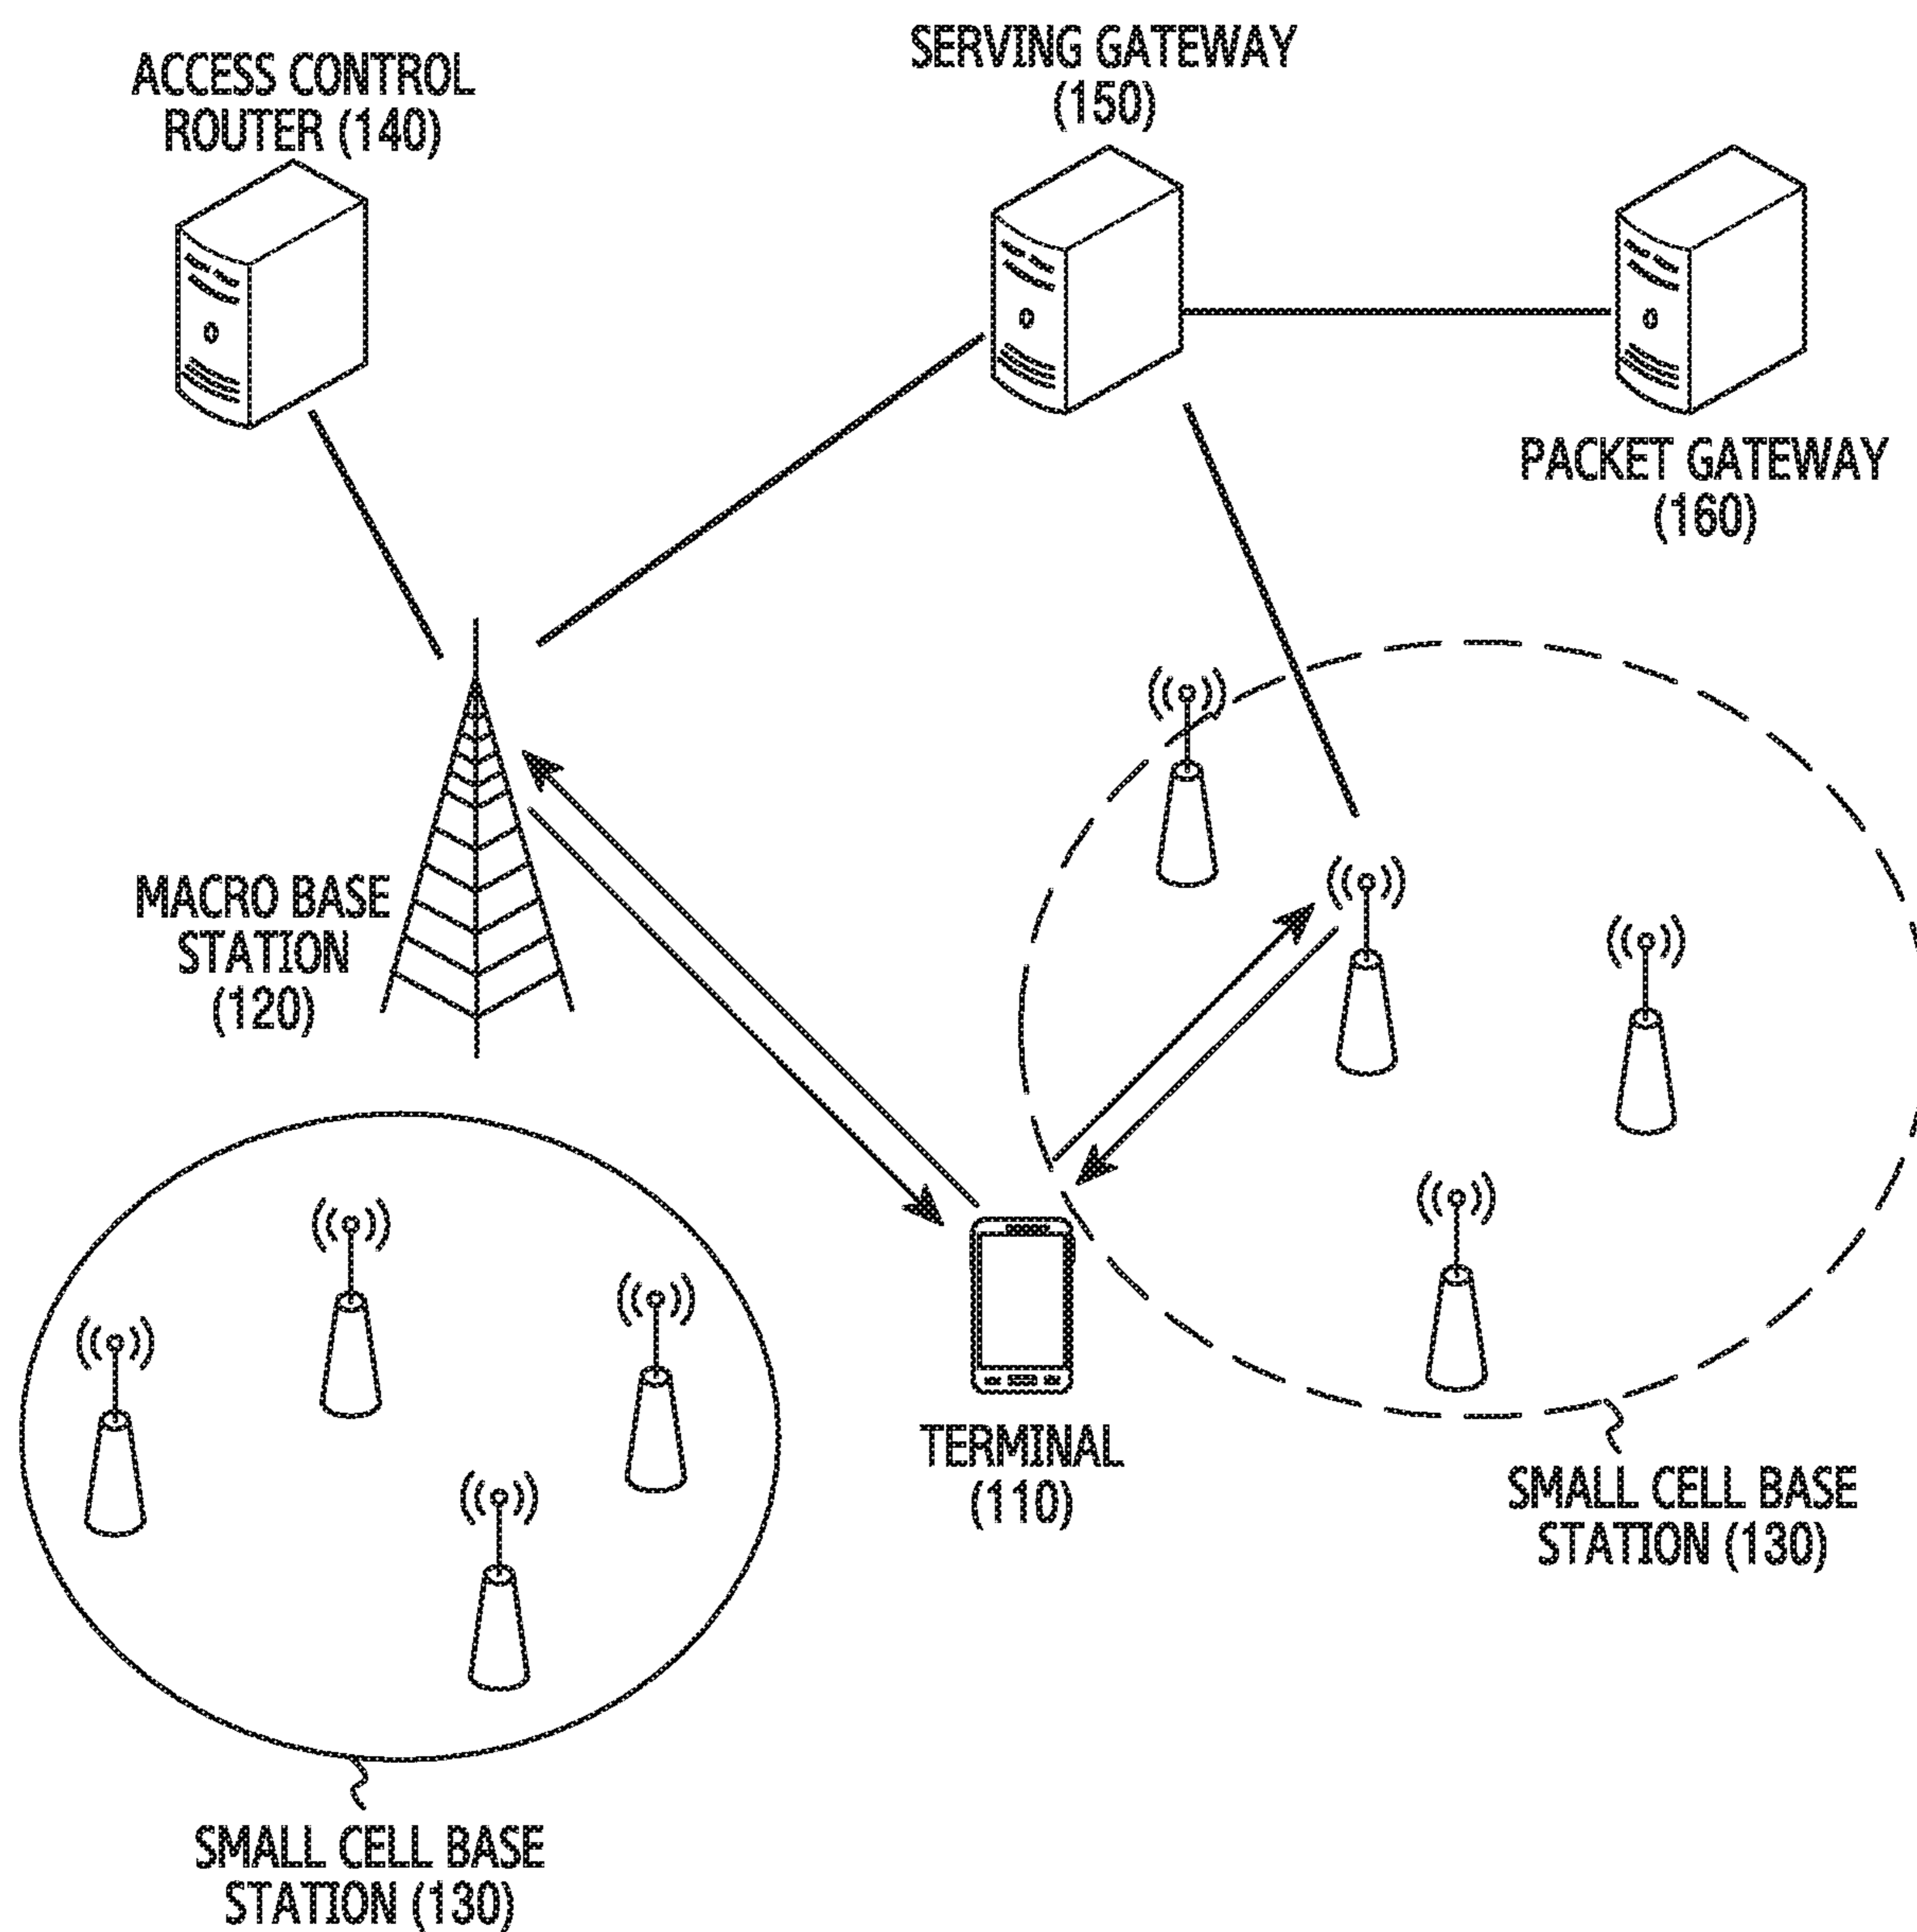 ACCESS CONTROL
ROUTER (140)
SERVING GATEWAY
(150)
PACKET GATEWAY
(160)
MACRO BASE
STATION
(120)
TERMINAL
(110)
SMALL CELL BASE
STATION (130)
SMALL CELL BASE
STATION (130)